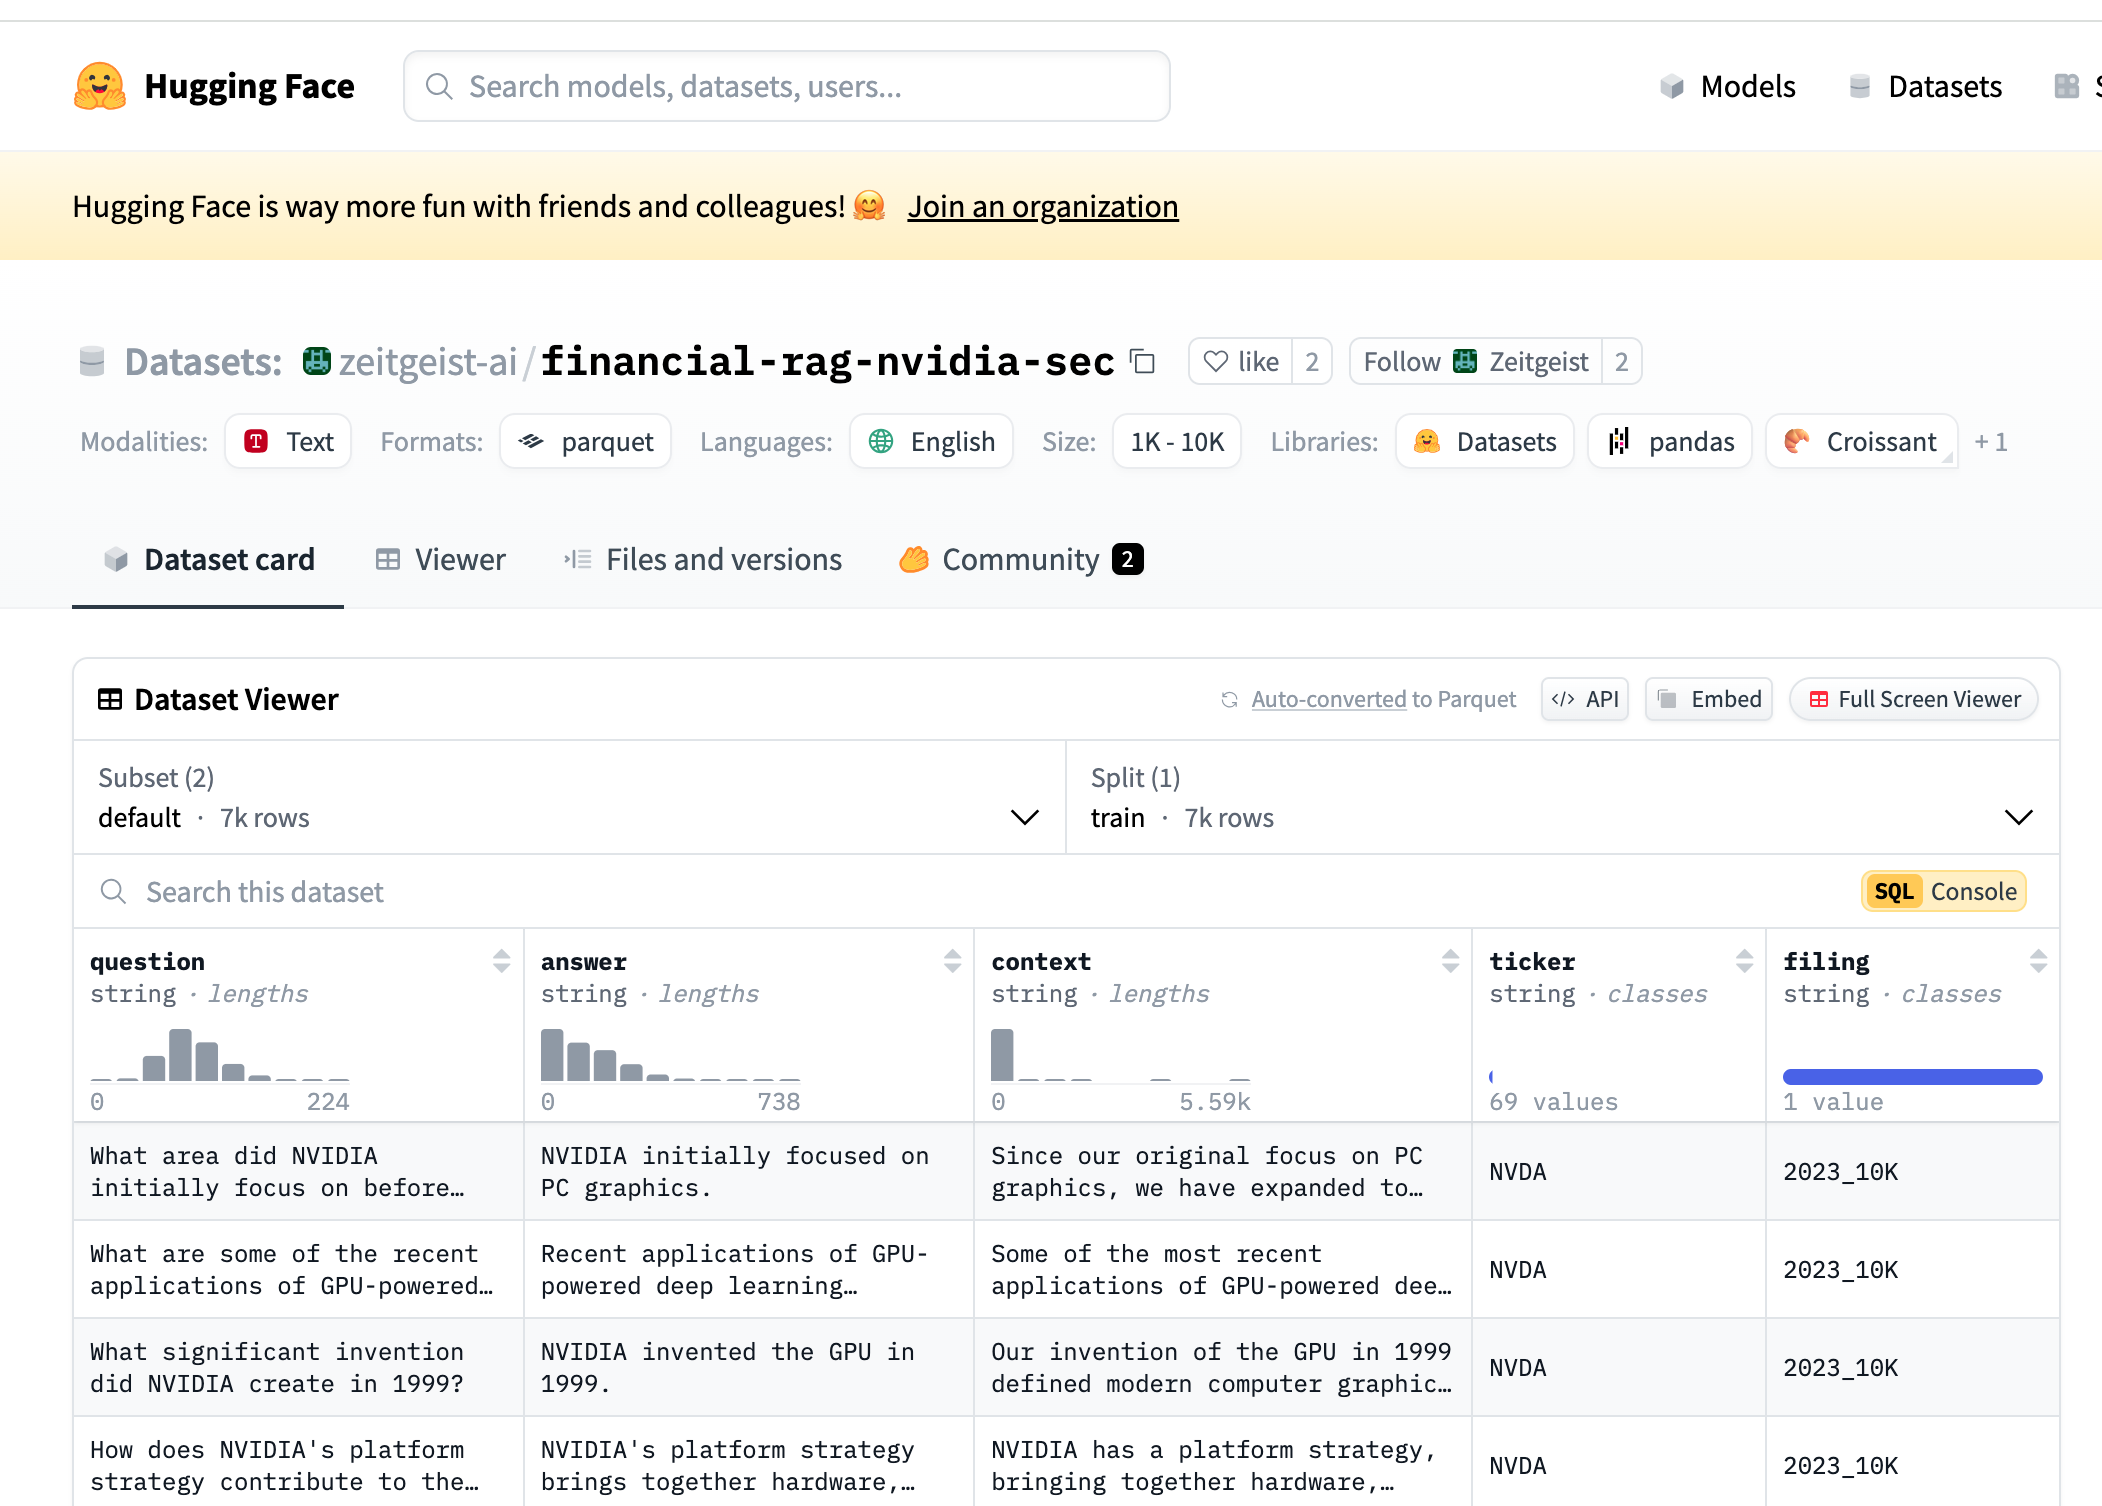 Hugging Face
Search models, datasets, users...
Models
Datasets
Hugging Face is way more fun with friends and colleagues! 🤗 Join an organization
Datasets: zeitgeist-ai/financial-rag-nvidia-sec
like 2
Follow Zeitgeist 2
Modalities: Text Formats: parquet Languages: English Size: 1K - 10K Libraries: Datasets pandas Croissant + 1
Dataset card
Viewer
Files and versions
Community 2
Dataset Viewer
Auto-converted to Parquet
</> API
Embed
Full Screen Viewer
Subset (2)
default · 7k rows
Split (1)
train · 7k rows
Search this dataset
SQL Console
question
string · lengths
0 224
answer
string · lengths
0 738
context
string · lengths
0 5.59k
ticker
string · classes
69 values
filing
string · classes
1 value
What area did NVIDIA
initially focus on before…
NVIDIA initially focused on
PC graphics.
Since our original focus on PC
graphics, we have expanded to…
NVDA
2023_10K
What are some of the recent
applications of GPU-powered…
Recent applications of GPU-
powered deep learning…
Some of the most recent
applications of GPU-powered dee…
NVDA
2023_10K
What significant invention
did NVIDIA create in 1999?
NVIDIA invented the GPU in
1999.
Our invention of the GPU in 1999
defined modern computer graphic…
NVDA
2023_10K
How does NVIDIA's platform
strategy contribute to the…
NVIDIA's platform strategy
brings together hardware,…
NVIDIA has a platform strategy,
bringing together hardware,…
NVDA
2023_10K